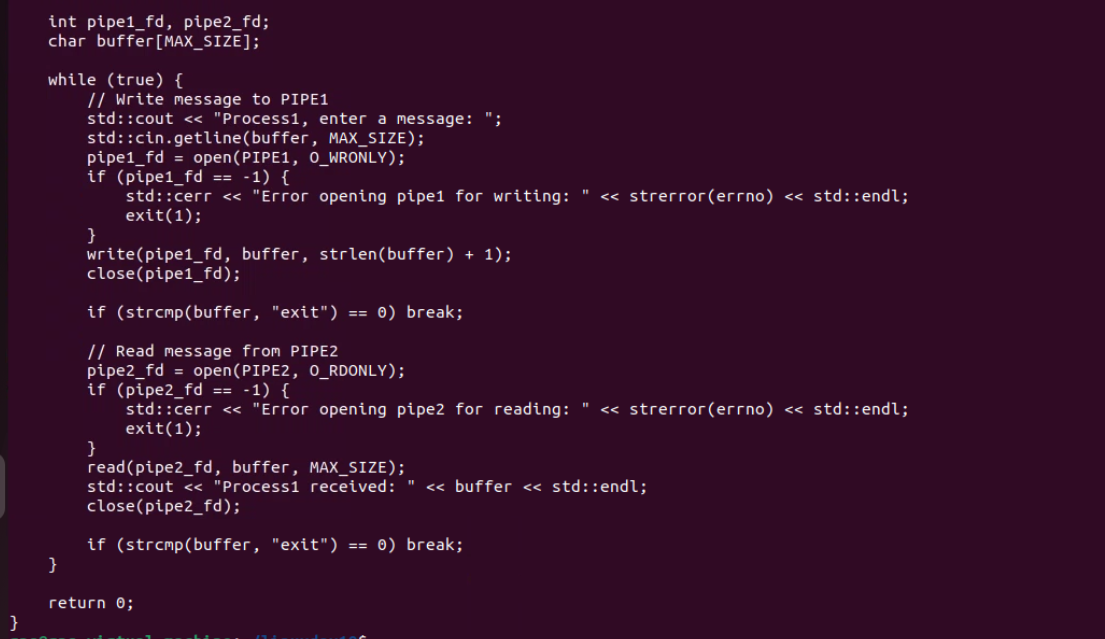 int pipe1_fd, pipe2_fd;
char buffer[MAX_SIZE];
while (true) {
// Write message to PIPE1
std::cout << "Process1, enter a message: ";
std::cin.getline(buffer, MAX_SIZE);
pipe1_fd = open(PIPE1, O_WRONLY);
if (pipe1_fd == -1) {
std::cerr << "Error opening pipe1 for writing: " << strerror(errno) << std::endl;
exit(1);
}
write(pipe1_fd, buffer, strlen(buffer) + 1);
close(pipe1_fd);
if (strcmp(buffer, "exit") == 0) break;
// Read message from PIPE2
pipe2_fd = open(PIPE2, O_RDONLY);
if (pipe2_fd == -1) {
std::cerr << "Error opening pipe2 for reading: " << strerror(errno) << std::endl;
exit(1);
}
read(pipe2_fd, buffer, MAX_SIZE);
std::cout << "Process1 received: " << buffer << std::endl;
close(pipe2_fd);
if (strcmp(buffer, "exit") == 0) break;
}
return 0;
}